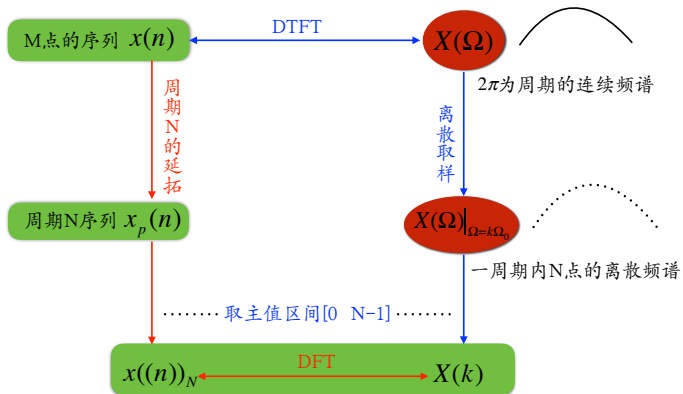 M点的序列 x(n)
DTFT
X(Ω)
2π为周期的连续频谱
周期N的延拓
离散取样
周期N序列 x_p(n)
X(Ω)|_{Ω=kΩ_0}
一周期内N点的离散频谱
取主值区间[0 N-1]
x((n))_N
DFT
X(k)